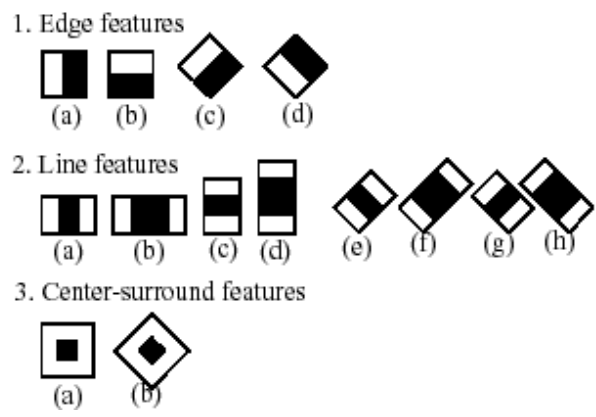 1. Edge features
(a) (b) (c) (d)
2. Line features
(a) (b) (c) (d) (e) (f) (g) (h)
3. Center-surround features
(a) (b)